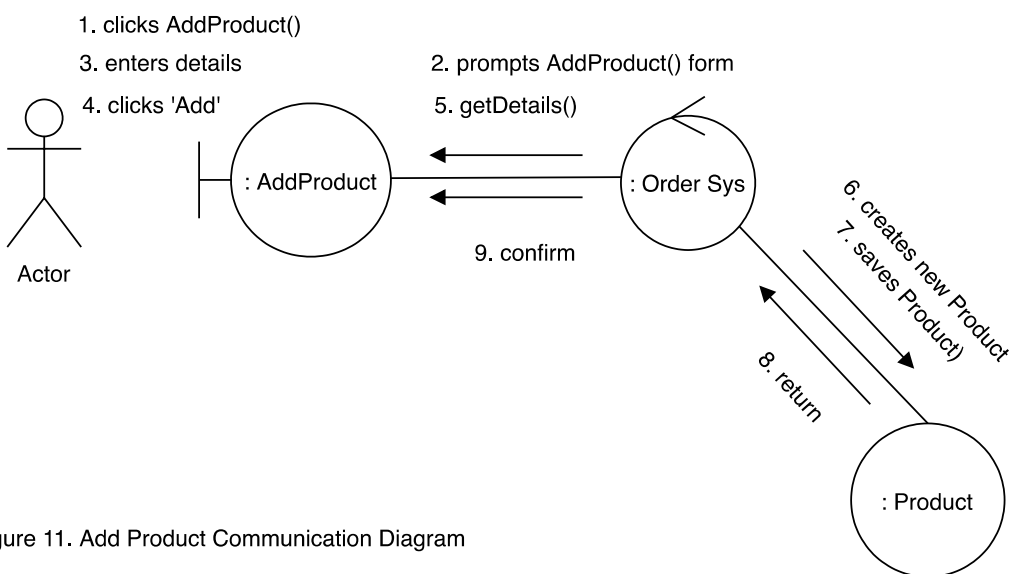 1. clicks AddProduct()
3. enters details
4. clicks 'Add'
2. prompts AddProduct() form
5. getDetails()
: AddProduct
: Order Sys
9. confirm
6. creates new Product
7. saves Product)
8. return
Actor
: Product
gure 11. Add Product Communication Diagram